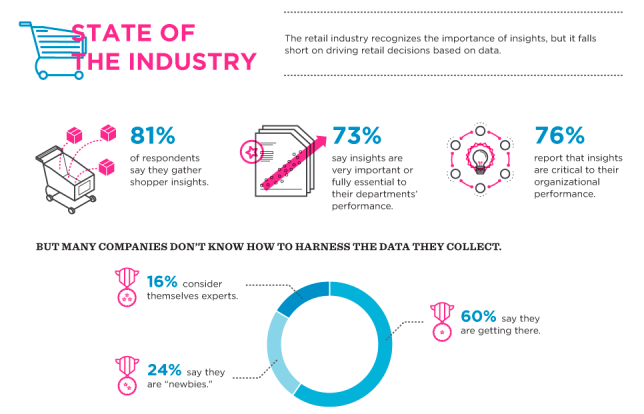 STATE OF
THE INDUSTRY
The retail industry recognizes the importance of insights, but it falls
short on driving retail decisions based on data.
81%
of respondents
say they gather
shopper insights.
73%
say insights are
very important or
fully essential to
their departments'
performance.
76%
report that insights
are critical to their
organizational
performance.
BUT MANY COMPANIES DON'T KNOW HOW TO HARNESS THE DATA THEY COLLECT.
16% consider
themselves experts.
60% say they
are getting there.
24% say they
are "newbies."